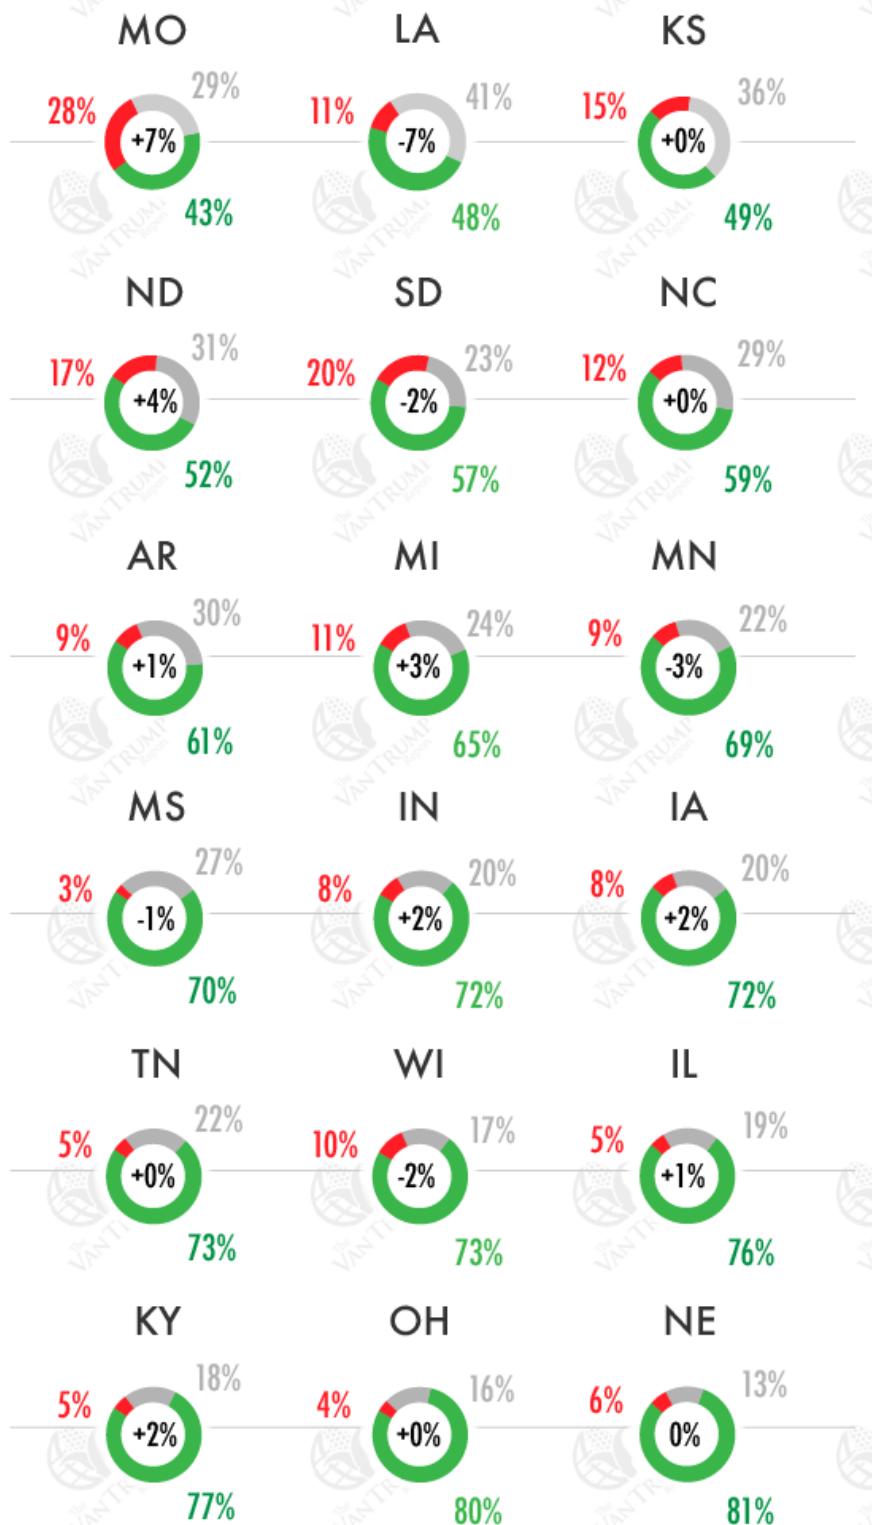 MO LA KS
28% 29% +7% 43%
11% 41% -7% 48%
15% 36% +0% 49%
ND SD NC
17% 31% +4% 52%
20% 23% -2% 57%
12% 29% +0% 59%
AR MI MN
9% 30% +1% 61%
11% 24% +3% 65%
9% 22% -3% 69%
MS IN IA
3% 27% -1% 70%
8% 20% +2% 72%
8% 20% +2% 72%
TN WI IL
5% 22% +0% 73%
10% 17% -2% 73%
5% 19% +1% 76%
KY OH NE
5% 18% +2% 77%
4% 16% +0% 80%
6% 13% 0% 81%
The
VAN TRUMP
Report